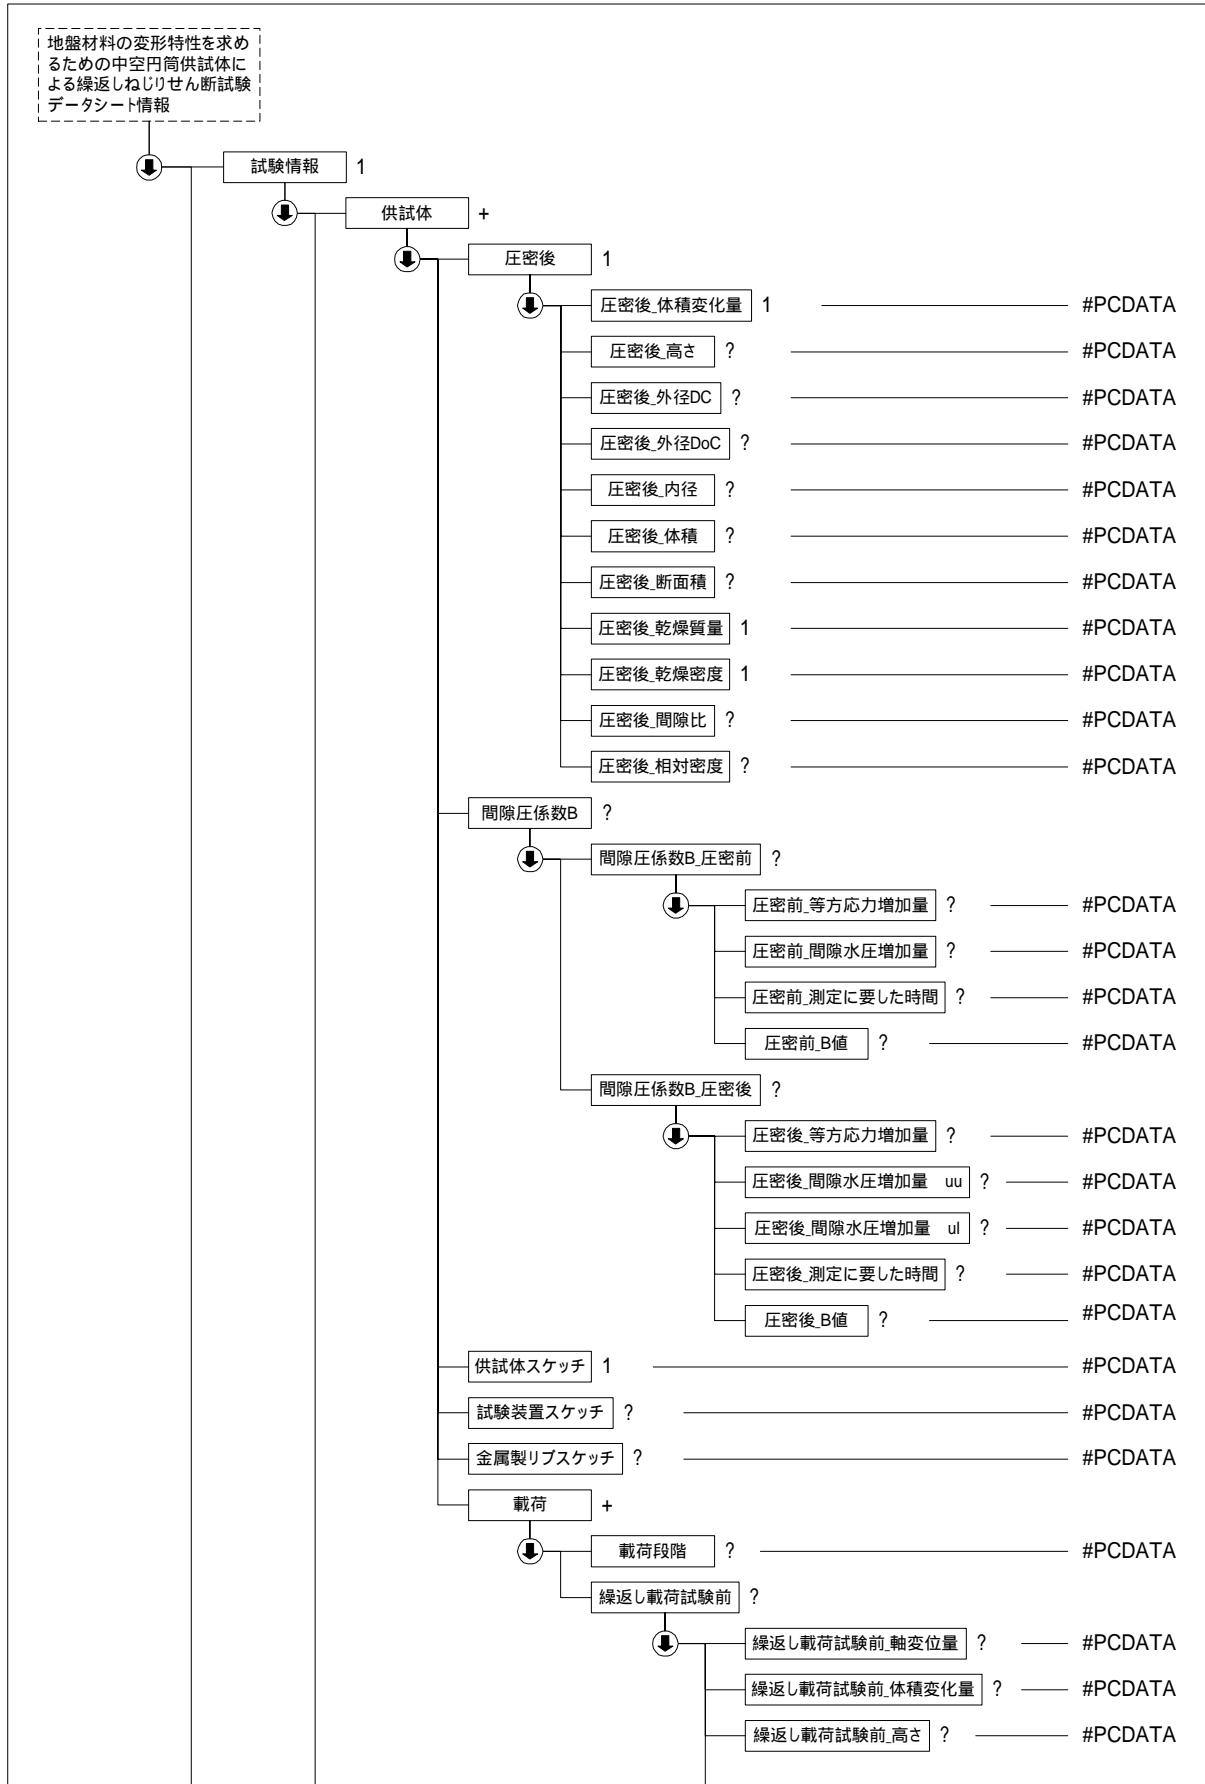 地盤材料の変形特性を求め
るための中空円筒供試体に
よる繰返しねじりせん断試験
データシート情報
試験情報 1
供試体 +
圧密後 1
圧密後_体積変化量 1 #PCDATA
圧密後_高さ ? #PCDATA
圧密後_外径DC ? #PCDATA
圧密後_外径DoC ? #PCDATA
圧密後_内径 ? #PCDATA
圧密後_体積 ? #PCDATA
圧密後_断面積 ? #PCDATA
圧密後_乾燥質量 1 #PCDATA
圧密後_乾燥密度 1 #PCDATA
圧密後_間隙比 ? #PCDATA
圧密後_相対密度 ? #PCDATA
間隙圧係数B ?
間隙圧係数B_圧密前 ?
圧密前_等方応力増加量 ? #PCDATA
圧密前_間隙水圧増加量 ? #PCDATA
圧密前_測定に要した時間 ? #PCDATA
圧密前_B値 ? #PCDATA
間隙圧係数B_圧密後 ?
圧密後_等方応力増加量 ? #PCDATA
圧密後_間隙水圧増加量 uu ? #PCDATA
圧密後_間隙水圧増加量 ul ? #PCDATA
圧密後_測定に要した時間 ? #PCDATA
圧密後_B値 ? #PCDATA
供試体スケッチ 1 #PCDATA
試験装置スケッチ ? #PCDATA
金属製リブスケッチ ? #PCDATA
載荷 +
載荷段階 ? #PCDATA
繰返し載荷試験前 ?
繰返し載荷試験前_軸変位量 ? #PCDATA
繰返し載荷試験前_体積変化量 ? #PCDATA
繰返し載荷試験前_高さ ? #PCDATA